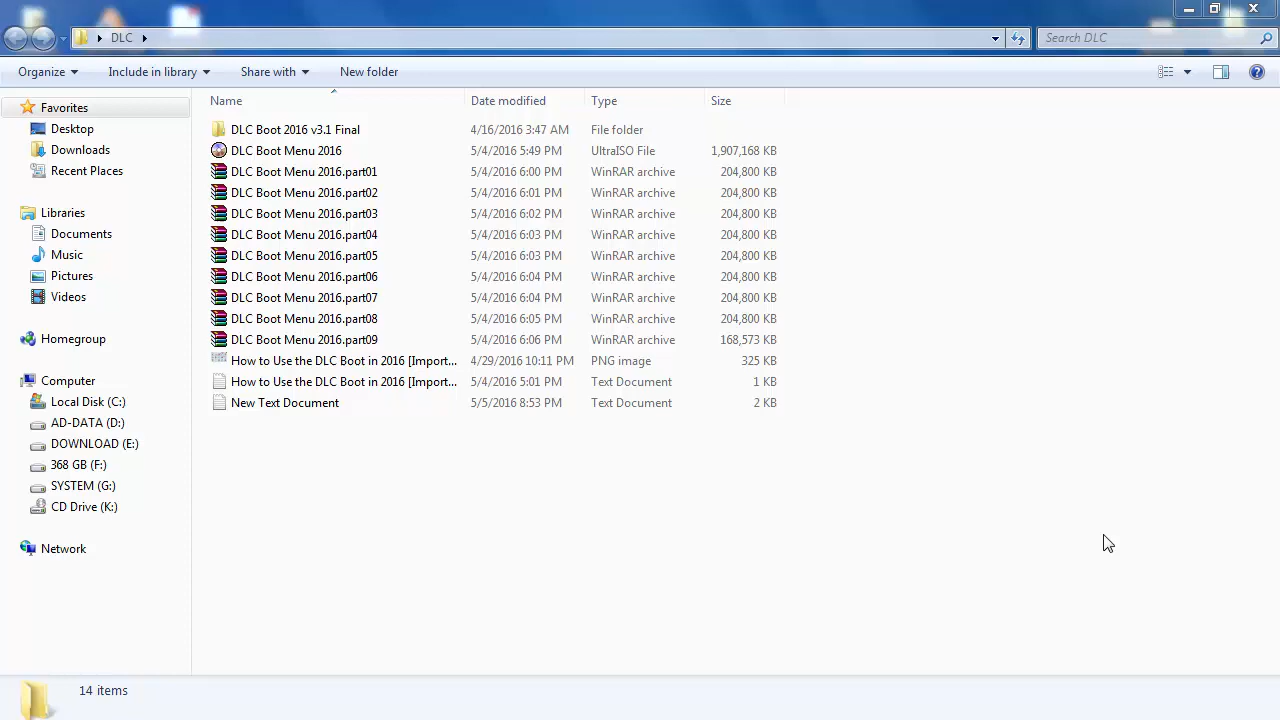 DLC
Search DLC
Organize Include in library Share with New folder
Name Date modified Type Size
Favorites
Desktop
Downloads
Recent Places
Libraries
Documents
Music
Pictures
Videos
Homegroup
Computer
Local Disk (C:)
AD-DATA (D:)
DOWNLOAD (E:)
368 GB (F:)
SYSTEM (G:)
CD Drive (K:)
Network
DLC Boot 2016 v3.1 Final 4/16/2016 3:47 AM File folder
DLC Boot Menu 2016 5/4/2016 5:49 PM UltraISO File 1,907,168 KB
DLC Boot Menu 2016.part01 5/4/2016 6:00 PM WinRAR archive 204,800 KB
DLC Boot Menu 2016.part02 5/4/2016 6:01 PM WinRAR archive 204,800 KB
DLC Boot Menu 2016.part03 5/4/2016 6:02 PM WinRAR archive 204,800 KB
DLC Boot Menu 2016.part04 5/4/2016 6:03 PM WinRAR archive 204,800 KB
DLC Boot Menu 2016.part05 5/4/2016 6:03 PM WinRAR archive 204,800 KB
DLC Boot Menu 2016.part06 5/4/2016 6:04 PM WinRAR archive 204,800 KB
DLC Boot Menu 2016.part07 5/4/2016 6:04 PM WinRAR archive 204,800 KB
DLC Boot Menu 2016.part08 5/4/2016 6:05 PM WinRAR archive 204,800 KB
DLC Boot Menu 2016.part09 5/4/2016 6:06 PM WinRAR archive 168,573 KB
How to Use the DLC Boot in 2016 [Import... 4/29/2016 10:11 PM PNG image 325 KB
How to Use the DLC Boot in 2016 [Import... 5/4/2016 5:01 PM Text Document 1 KB
New Text Document 5/5/2016 8:53 PM Text Document 2 KB
14 items